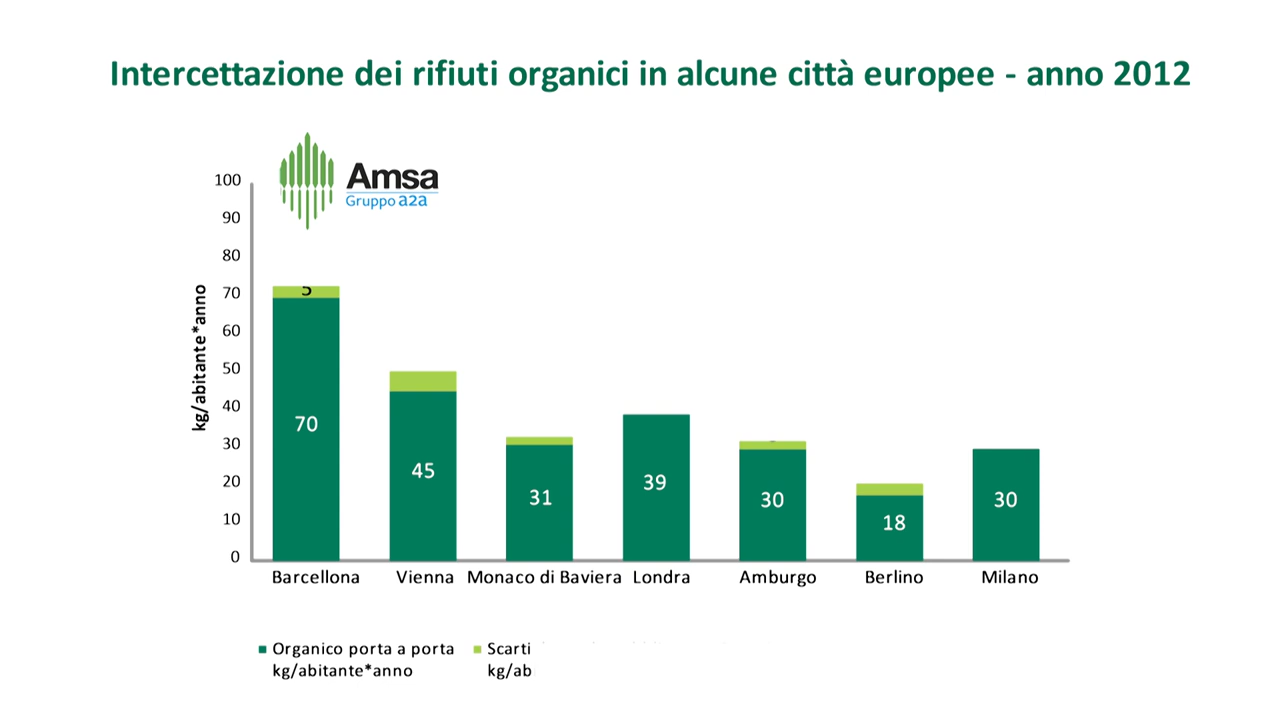 Intercettazione dei rifiuti organici in alcune città europee - anno 2012
Amsa
Gruppo a2a
100
90
80
70
60
50
40
30
20
10
0
kg/abitante*anno
5
70
45
31
39
30
18
30
Barcellona Vienna Monaco di Baviera Londra Amburgo Berlino Milano
Organico porta a porta
kg/abitante*anno
Scarti
kg/ab